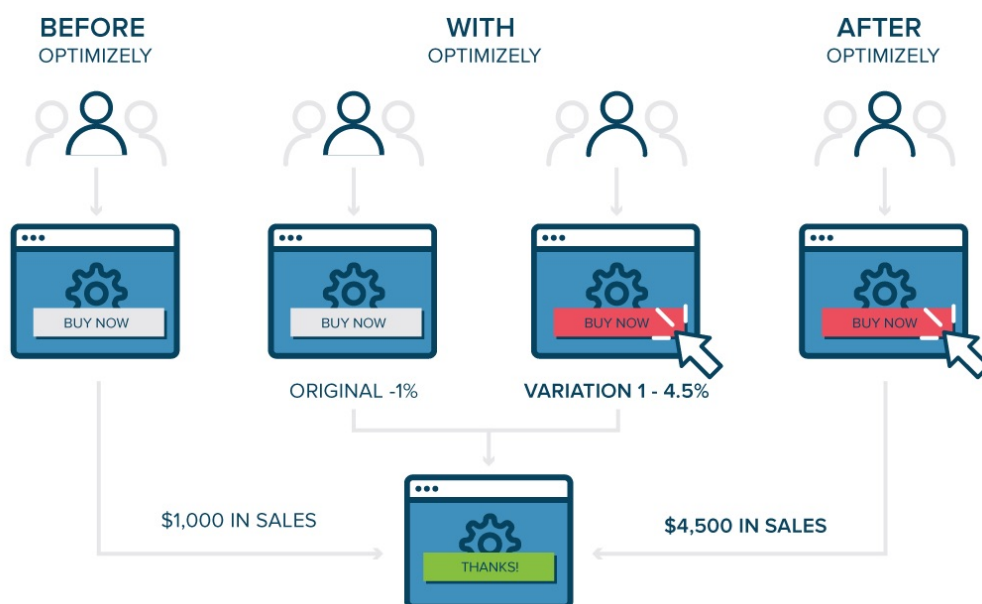 BEFORE
OPTIMIZELY
WITH
OPTIMIZELY
AFTER
OPTIMIZELY
BUY NOW
BUY NOW
BUY NOW
BUY NOW
ORIGINAL -1%
VARIATION 1 - 4.5%
$1,000 IN SALES
$4,500 IN SALES
THANKS!